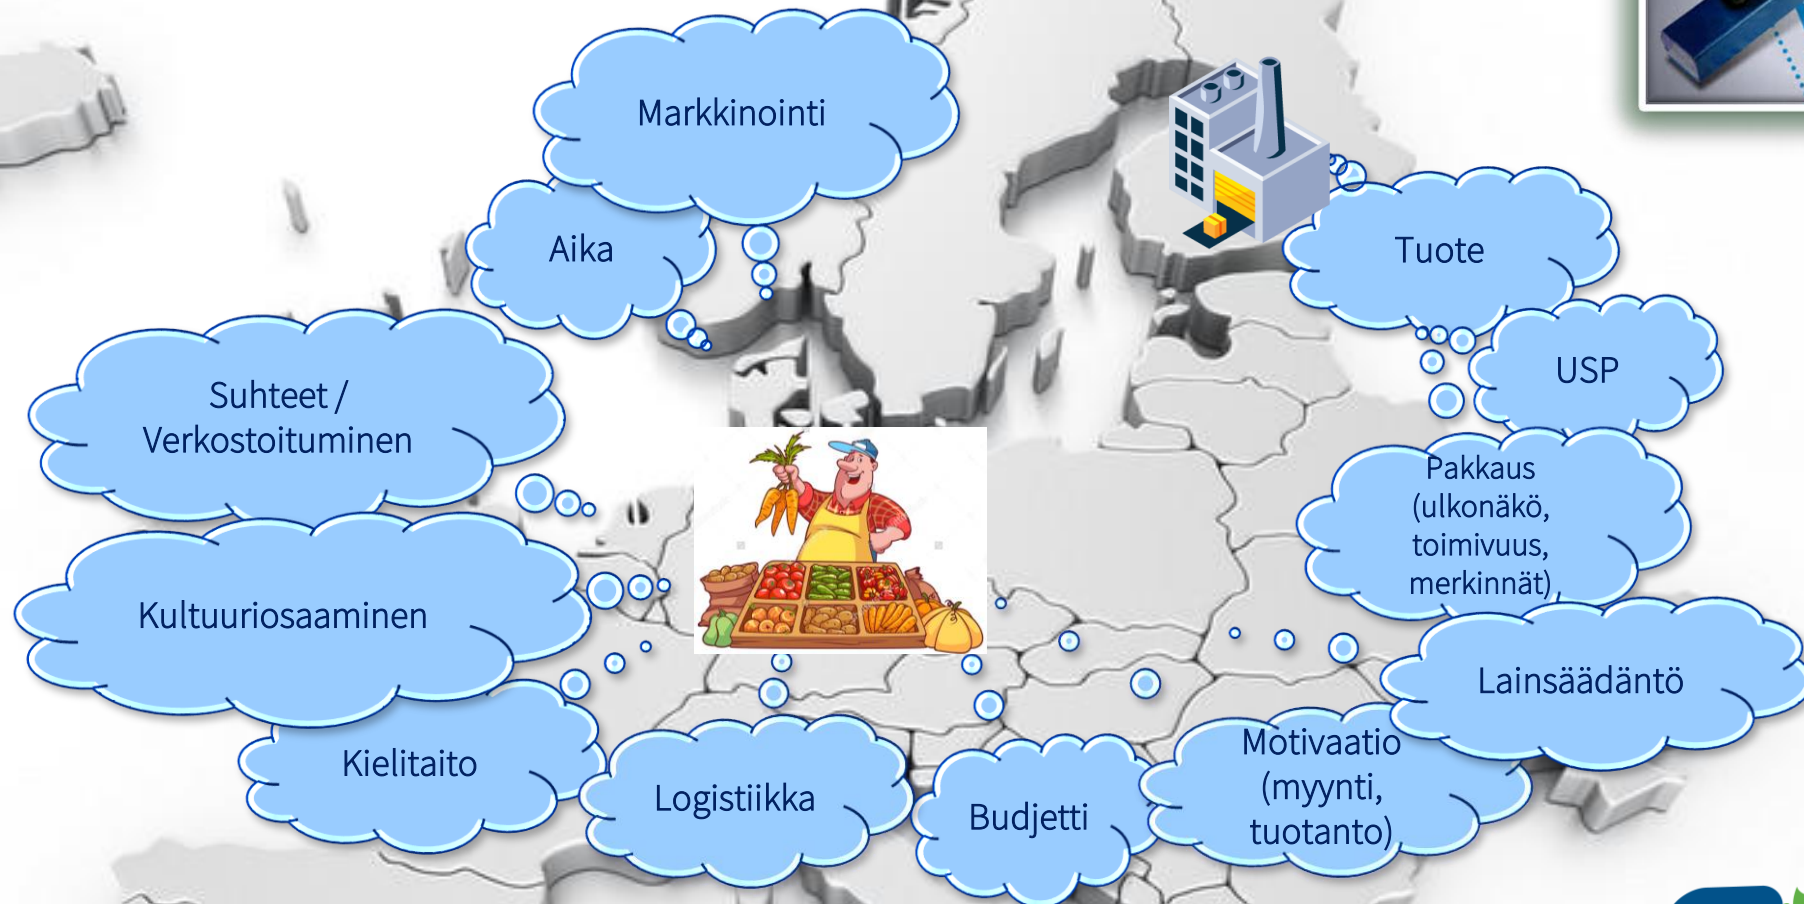 Markkinointi
Aika
Tuote
USP
Suhteet /
Verkostoituminen
Pakkaus
(ulkonäkö,
toimivuus,
merkinnät)
Kultuuriosaaminen
Lainsäädäntö
Kielitaito
Logistiikka
Budjetti
Motivaatio
(myynti,
tuotanto)